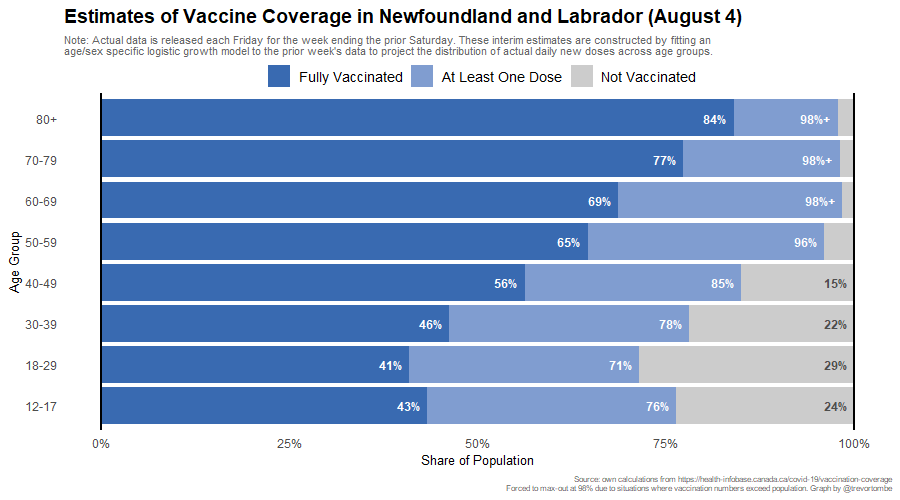 Estimates of Vaccine Coverage in Newfoundland and Labrador (August 4)
Note: Actual data is released each Friday for the week ending the prior Saturday. These interim estimates are constructed by fitting an
age/sex specific logistic growth model to the prior week's data to project the distribution of actual daily new doses across age groups.
Fully Vaccinated At Least One Dose Not Vaccinated
Age Group
80+ 84% 98%+
70-79 77% 98%+
60-69 69% 98%+
50-59 65% 96%
40-49 56% 85% 15%
30-39 46% 78% 22%
18-29 41% 71% 29%
12-17 43% 76% 24%
0% 25% 50% 75% 100%
Share of Population
Source: own calculations from https://health-infobase.canada.ca/covid-19/vaccination-coverage
Forced to max-out at 98% due to situations where vaccination numbers exceed population. Graph by @trevortombe